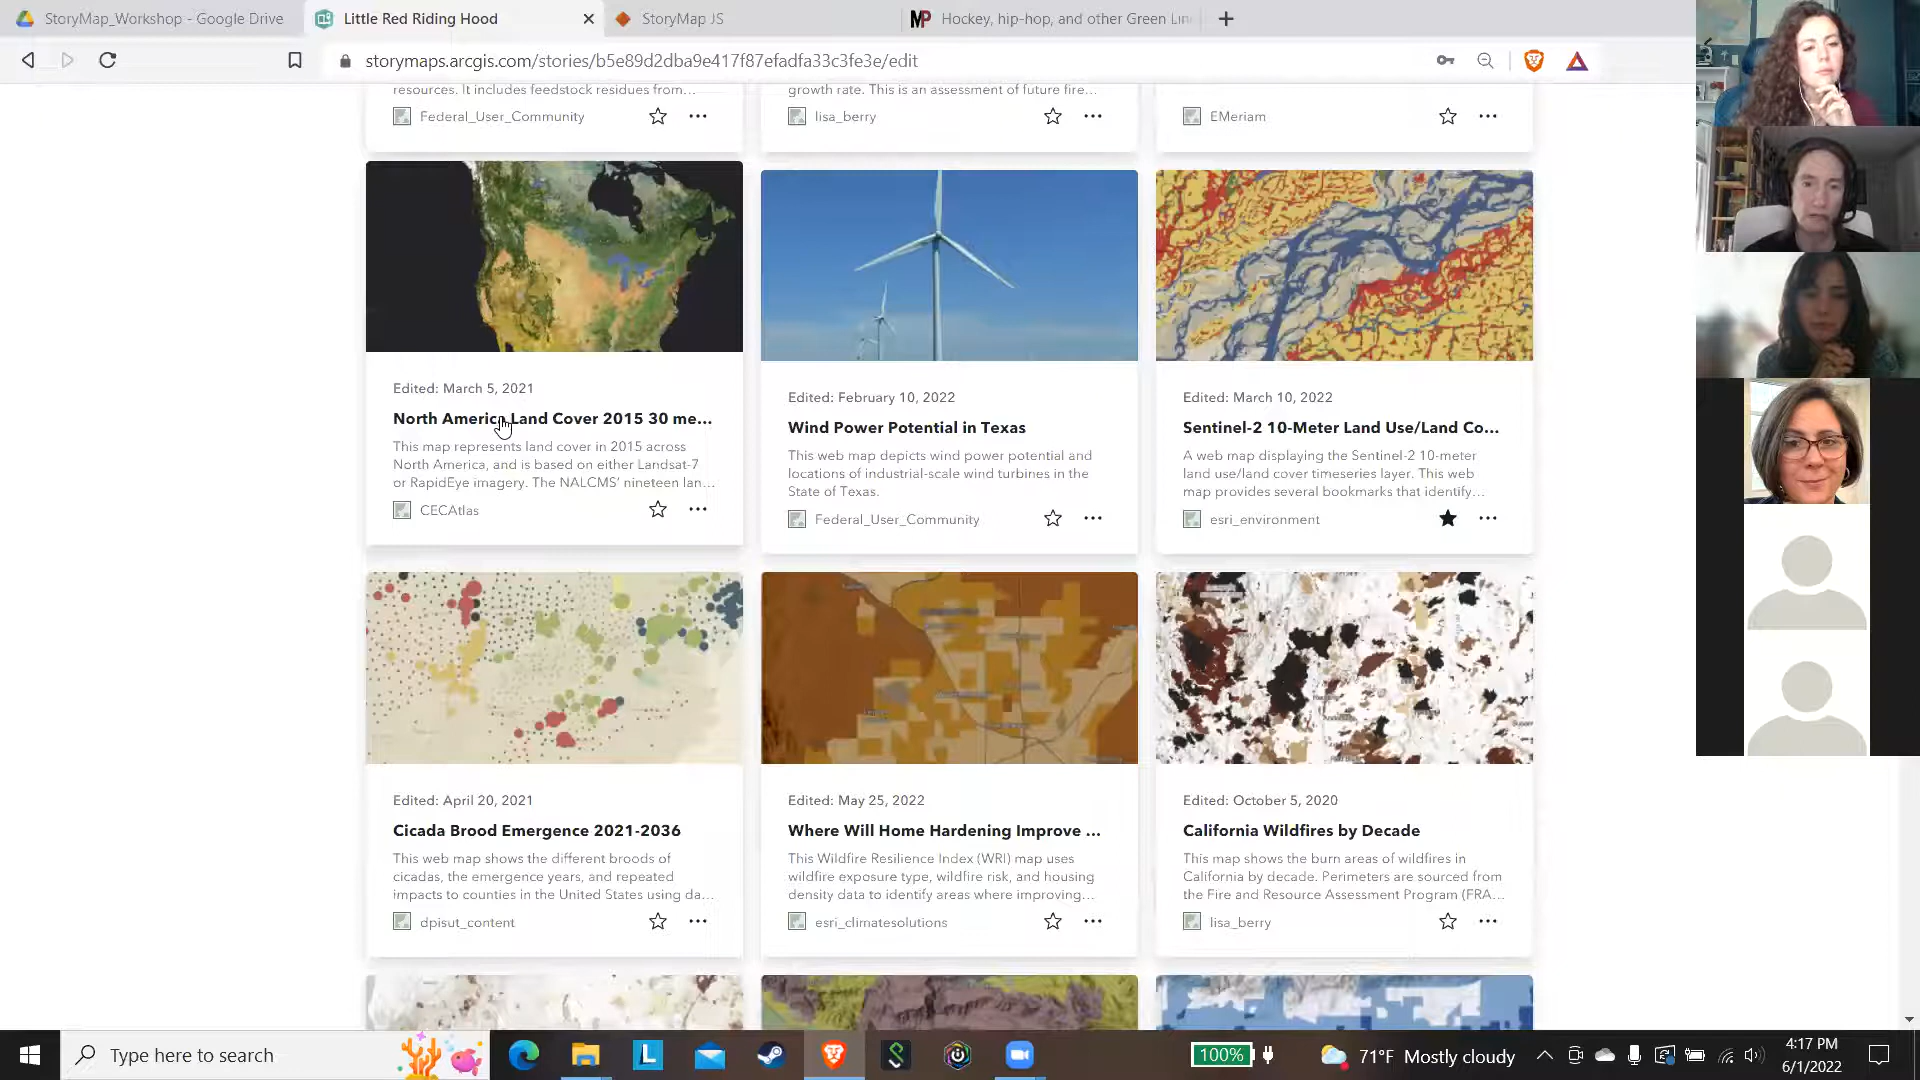 StoryMap_Workshop - Google Drive
Little Red Riding Hood
StoryMap JS
MP Hockey, hip-hop, and other Green Lin
storymaps.arcgis.com/stories/b5e89d2dba9e417f87efadfa33c3fe3e/edit
resources. It includes feedstock residues from...
Federal_User_Community
growth rate. This is an assessment of future fire...
lisa_berry
EMeriam
Edited: March 5, 2021
North America Land Cover 2015 30 me...
This map represents land cover in 2015 across
North America, and is based on either Landsat-7
or RapidEye imagery. The NALCMS' nineteen lan...
CECAtlas
Edited: February 10, 2022
Wind Power Potential in Texas
This web map depicts wind power potential and
locations of industrial-scale wind turbines in the
State of Texas.
Federal_User_Community
Edited: March 10, 2022
Sentinel-2 10-Meter Land Use/Land Co...
A web map displaying the Sentinel-2 10-meter
land use/land cover timeseries layer. This web
map provides several bookmarks that identify...
esri_environment
Edited: April 20, 2021
Cicada Brood Emergence 2021-2036
This web map shows the different broods of
cicadas, the emergence years, and repeated
impacts to counties in the United States using da...
dpisut_content
Edited: May 25, 2022
Where Will Home Hardening Improve ...
This Wildfire Resilience Index (WRI) map uses
wildfire exposure type, wildfire risk, and housing
density data to identify areas where improving...
esri_climatesolutions
Edited: October 5, 2020
California Wildfires by Decade
This map shows the burn areas of wildfires in
California by decade. Perimeters are sourced from
the Fire and Resource Assessment Program (FRA...
lisa_berry
Type here to search
L
100%
71°F Mostly cloudy
4:17 PM
6/1/2022